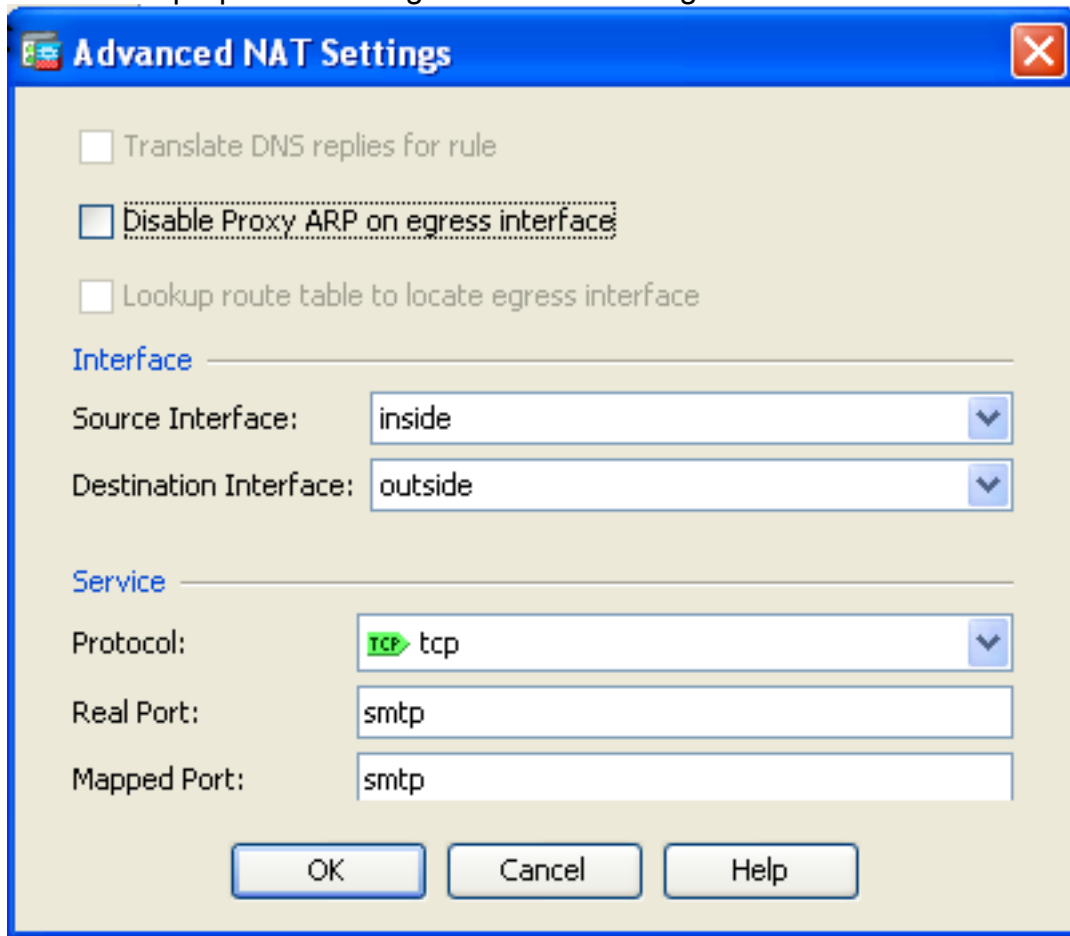 Advanced NAT Settings
Translate DNS replies for rule
Disable Proxy ARP on egress interface
Lookup route table to locate egress interface
Interface
Source Interface: inside
Destination Interface: outside
Service
Protocol: TCP tcp
Real Port: smtp
Mapped Port: smtp
OK Cancel Help